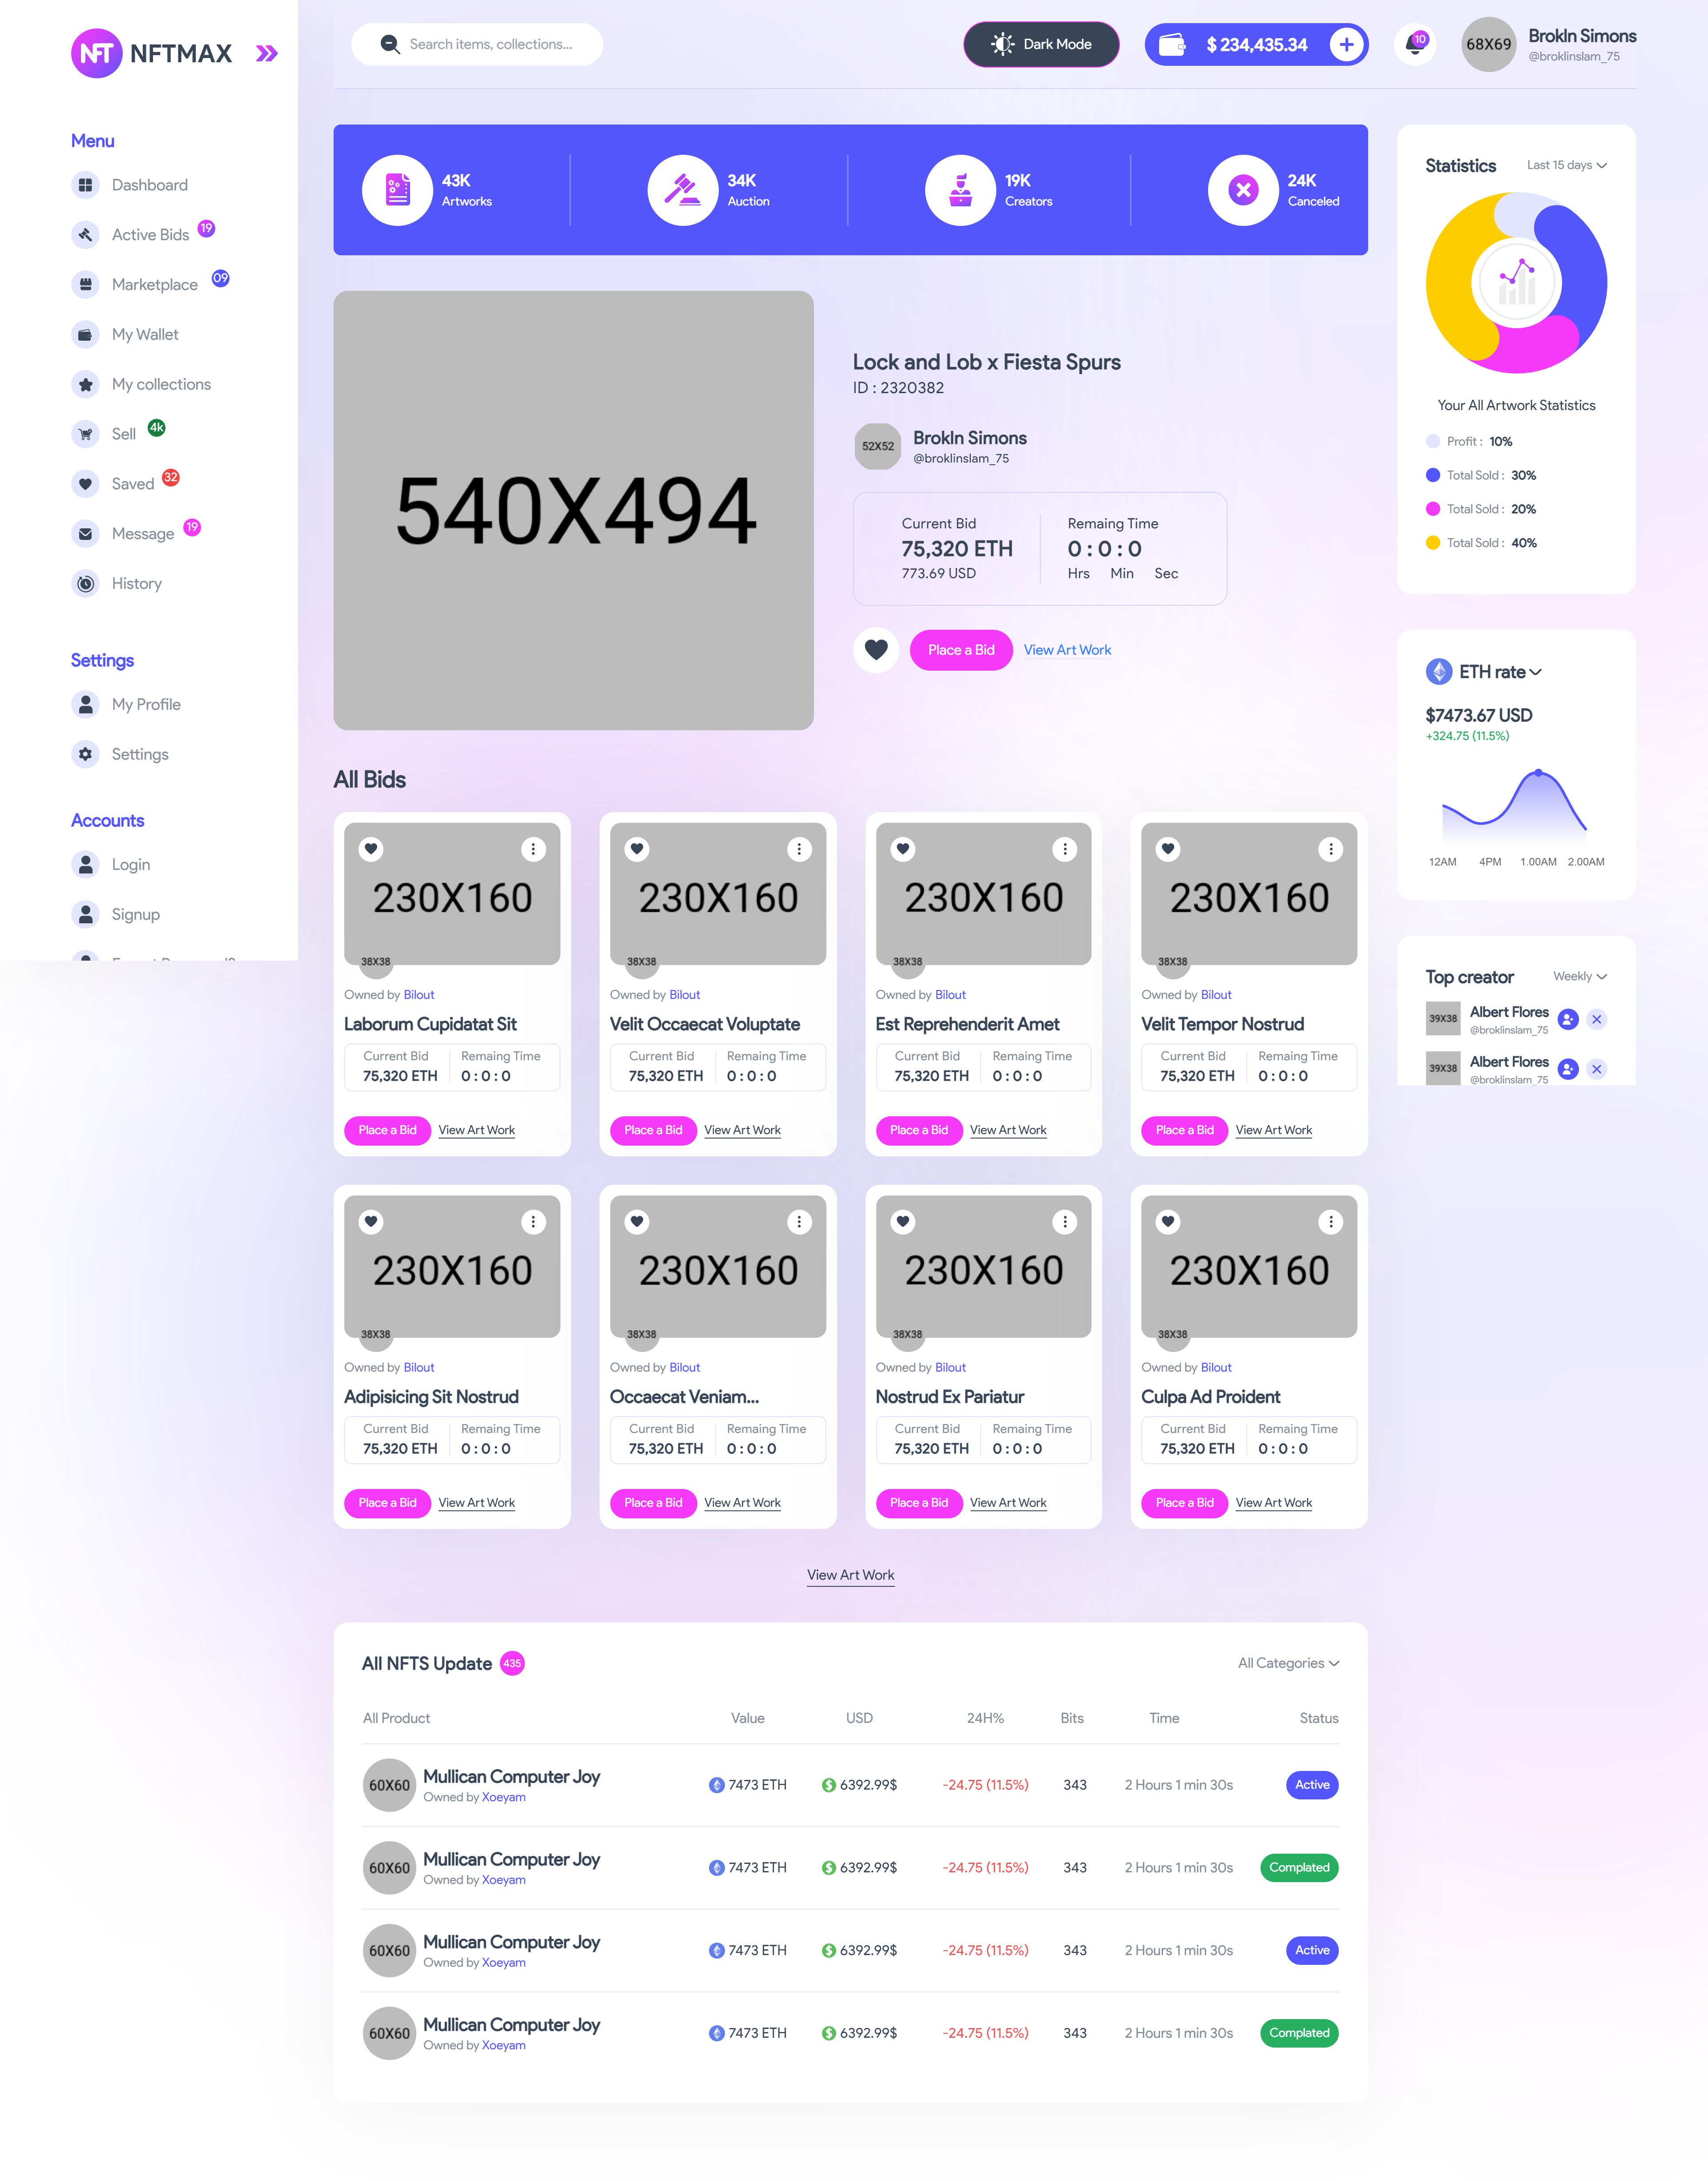 NFT NFTMAX
Menu
Dashboard
Active Bids 19
Marketplace 09
My Wallet
My collections
Sell 4k
Saved 32
Message 19
History
Settings
My Profile
Settings
Accounts
Login
Signup
Search items, collections...
Dark Mode
$ 234,435.34
10
68X69
Brokln Simons
@broklinslam_75
43K
Artworks
34K
Auction
19K
Creators
24K
Canceled
540X494
Lock and Lob x Fiesta Spurs
ID : 2320382
52X52
Brokln Simons
@broklinslam_75
Current Bid
75,320 ETH
773.69 USD
Remaing Time
0 : 0 : 0
Hrs Min Sec
Place a Bid
View Art Work
All Bids
230X160
38X38
Owned by Bilout
Laborum Cupidatat Sit
Current Bid
75,320 ETH
Remaing Time
0 : 0 : 0
Place a Bid
View Art Work
230X160
38X38
Owned by Bilout
Velit Occaecat Voluptate
Current Bid
75,320 ETH
Remaing Time
0 : 0 : 0
Place a Bid
View Art Work
230X160
38X38
Owned by Bilout
Est Reprehenderit Amet
Current Bid
75,320 ETH
Remaing Time
0 : 0 : 0
Place a Bid
View Art Work
230X160
38X38
Owned by Bilout
Velit Tempor Nostrud
Current Bid
75,320 ETH
Remaing Time
0 : 0 : 0
Place a Bid
View Art Work
230X160
38X38
Owned by Bilout
Adipisicing Sit Nostrud
Current Bid
75,320 ETH
Remaing Time
0 : 0 : 0
Place a Bid
View Art Work
230X160
38X38
Owned by Bilout
Occaecat Veniam...
Current Bid
75,320 ETH
Remaing Time
0 : 0 : 0
Place a Bid
View Art Work
230X160
38X38
Owned by Bilout
Nostrud Ex Pariatur
Current Bid
75,320 ETH
Remaing Time
0 : 0 : 0
Place a Bid
View Art Work
230X160
38X38
Owned by Bilout
Culpa Ad Proident
Current Bid
75,320 ETH
Remaing Time
0 : 0 : 0
Place a Bid
View Art Work
View Art Work
All NFTS Update 435
All Categories
All Product Value USD 24H% Bits Time Status
60X60 Mullican Computer Joy
Owned by Xoeyam
7473 ETH 6392.99$ -24.75 (11.5%) 343 2 Hours 1 min 30s Active
60X60 Mullican Computer Joy
Owned by Xoeyam
7473 ETH 6392.99$ -24.75 (11.5%) 343 2 Hours 1 min 30s Complated
60X60 Mullican Computer Joy
Owned by Xoeyam
7473 ETH 6392.99$ -24.75 (11.5%) 343 2 Hours 1 min 30s Active
60X60 Mullican Computer Joy
Owned by Xoeyam
7473 ETH 6392.99$ -24.75 (11.5%) 343 2 Hours 1 min 30s Complated
Statistics
Last 15 days
Your All Artwork Statistics
Profit : 10%
Total Sold : 30%
Total Sold : 20%
Total Sold : 40%
ETH rate
$7473.67 USD
+324.75 (11.5%)
12AM 4PM 1.00AM 2.00AM
Top creator
Weekly
39X38
Albert Flores
@broklinslam_75
39X38
Albert Flores
@broklinslam_75